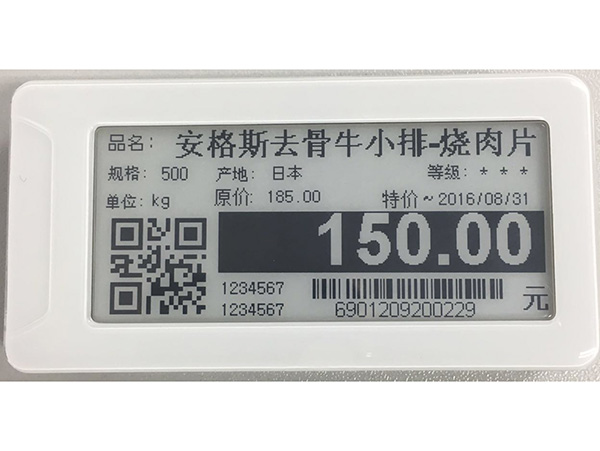 品名: 安格斯去骨牛小排-烧肉片
规格: 500 产地: 日本 等级: * * *
单位: kg 原价: 185.00 特价~2016/08/31
150.00
1234567
1234567 6901209200229 元